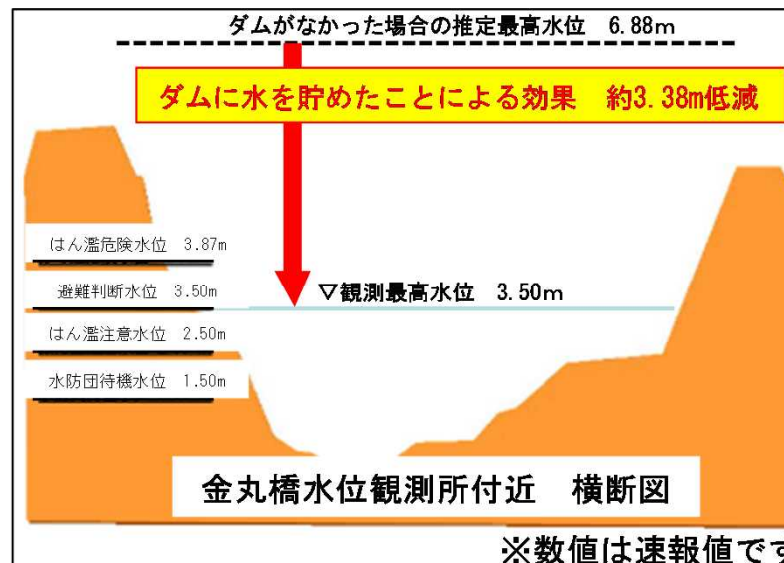 ダムがなかった場合の推定最高水位　6.88m
ダムに水を貯めたことによる効果　約3.38m低減
はん濫危険水位　3.87m
避難判断水位　3.50m
▽観測最高水位　3.50m
はん濫注意水位　2.50m
水防団待機水位　1.50m
金丸橋水位観測所付近　横断図
※数値は速報値です